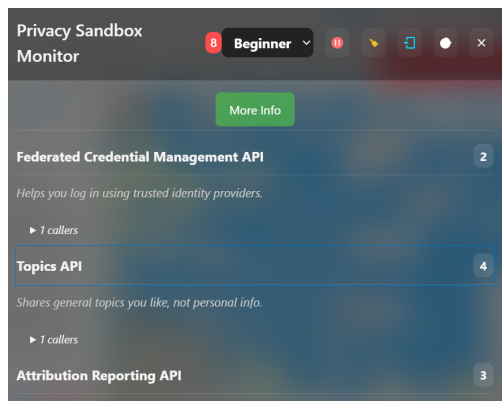 Privacy Sandbox
Monitor
8 Beginner
More Info
Federated Credential Management API 2
Helps you log in using trusted identity providers.
▶ 1 callers
Topics API 4
Shares general topics you like, not personal info.
▶ 1 callers
Attribution Reporting API 3